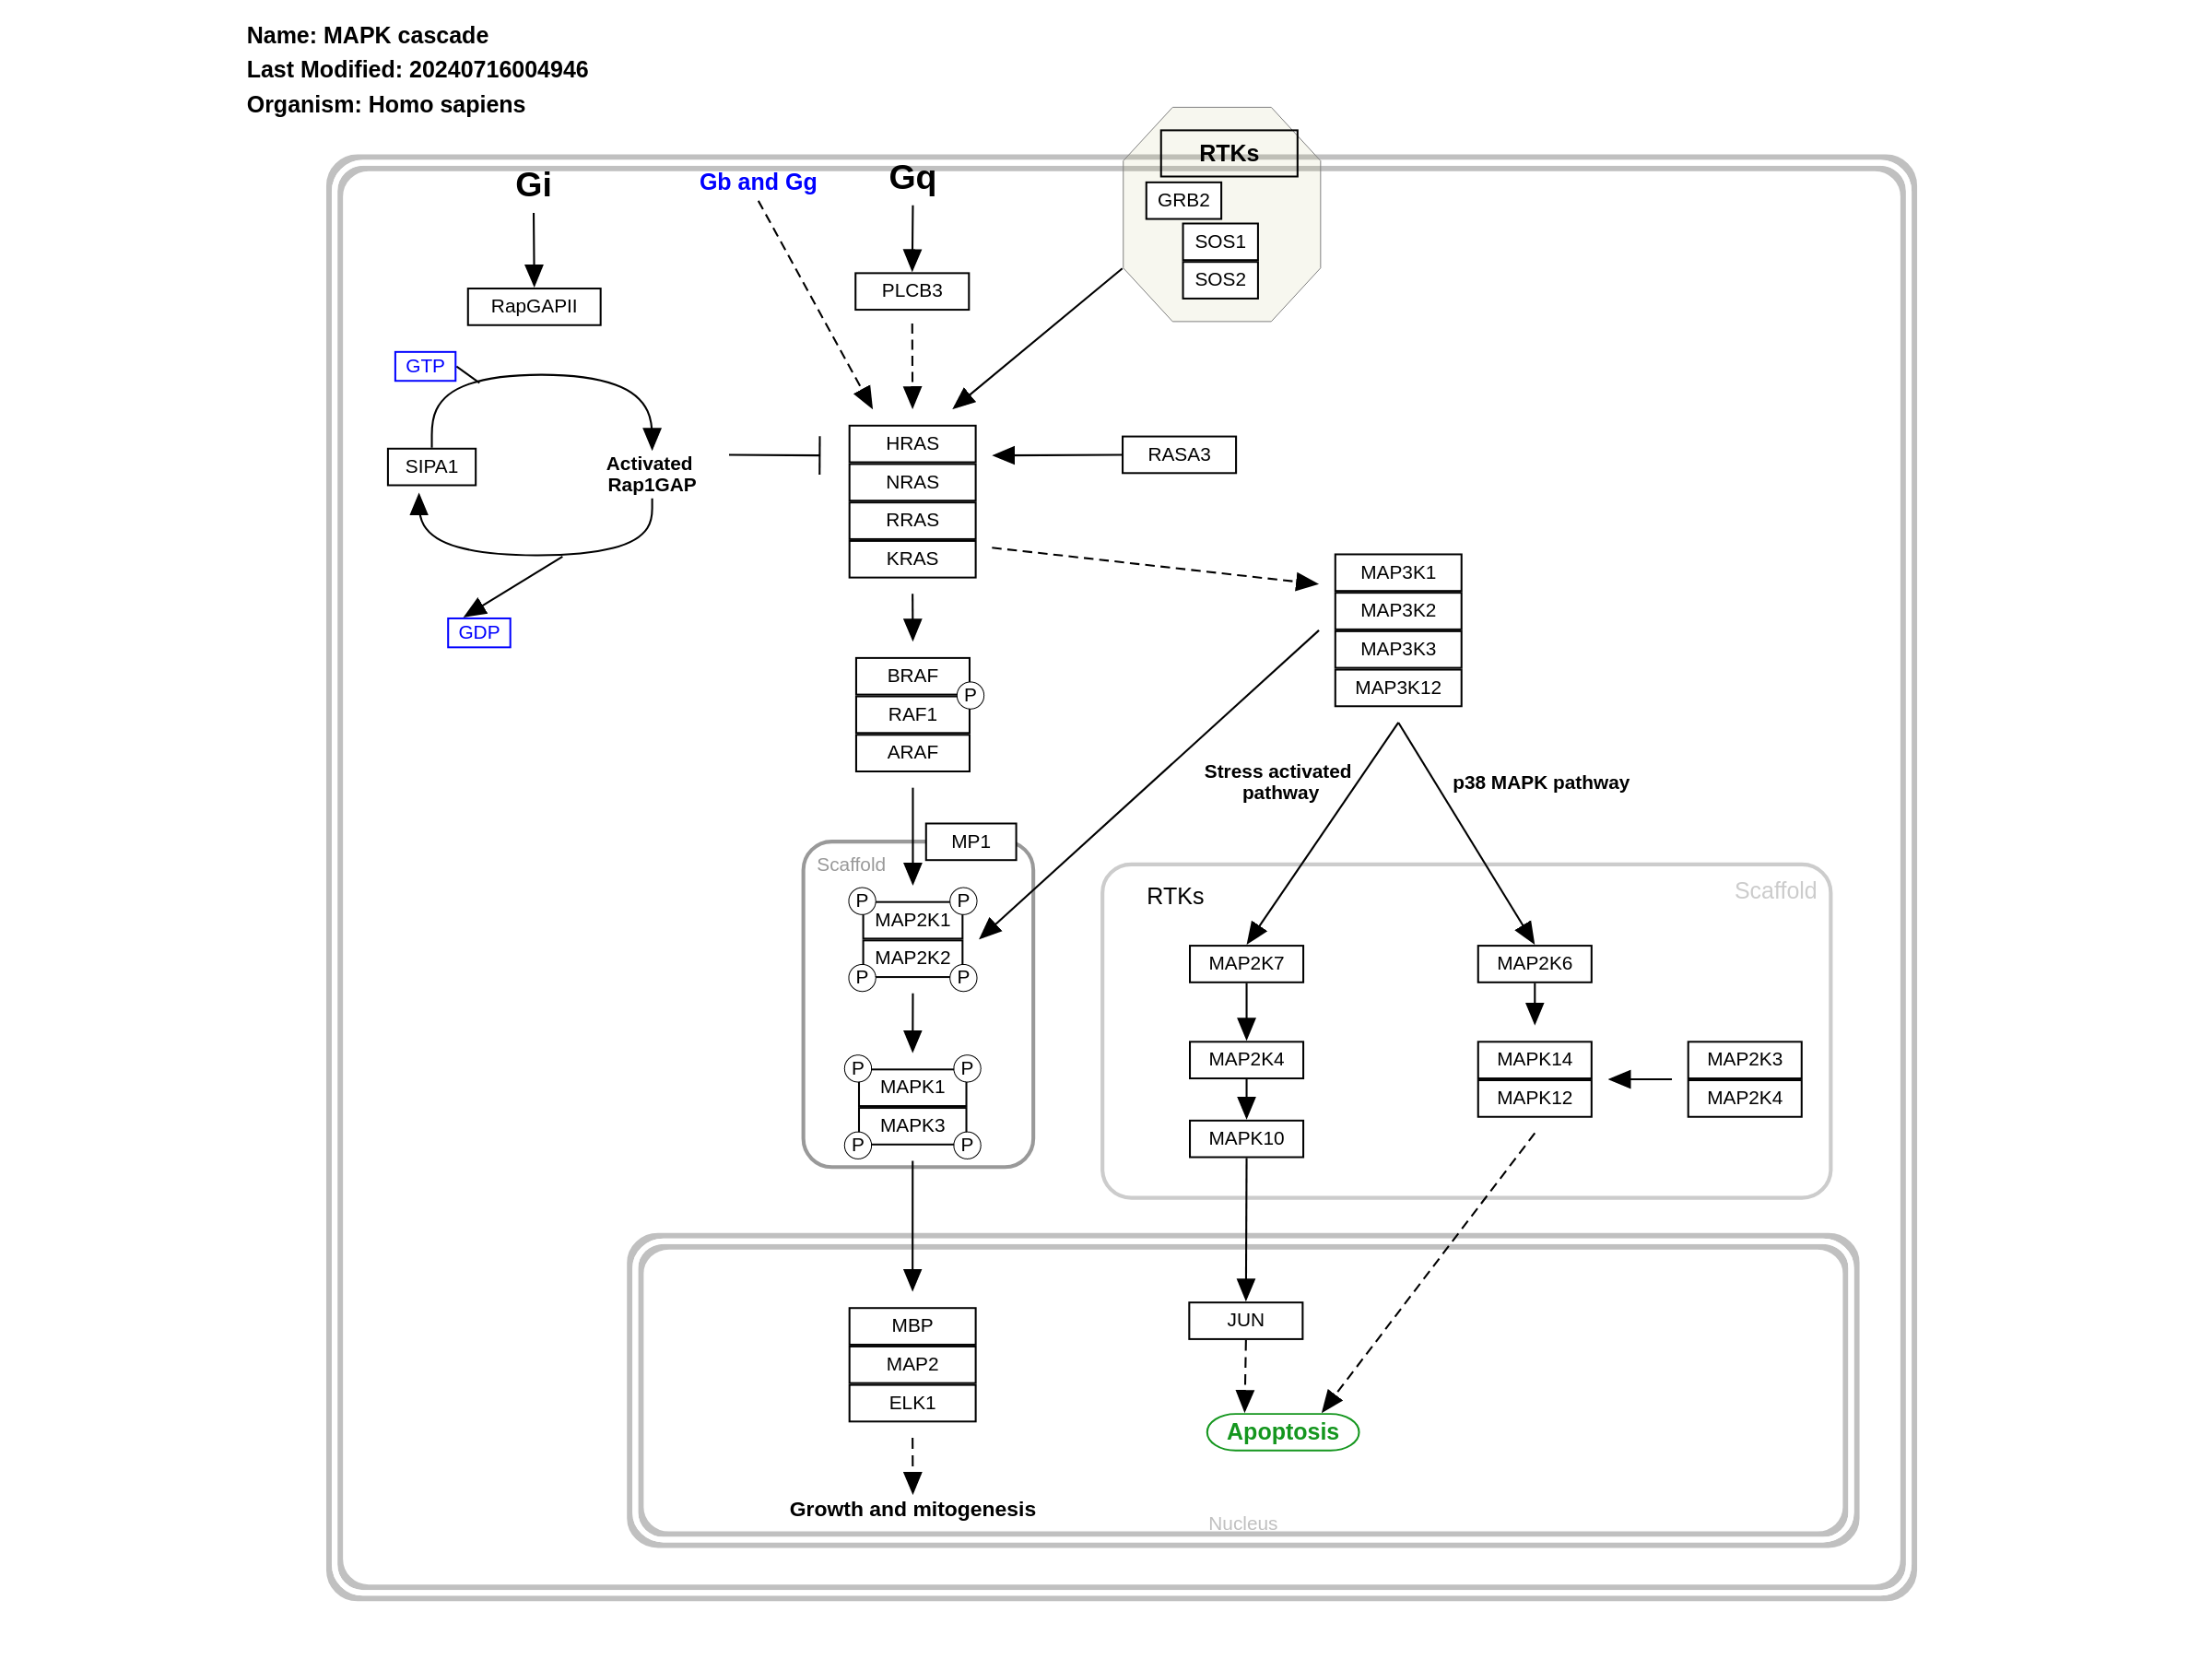 Name: MAPK cascade
Last Modified: 20240716004946
Organism: Homo sapiens
RTKs
Gi
Gb and Gg
Gq
GRB2
SOS1
SOS2
PLCB3
RapGAPII
GTP
SIPA1
Activated
Rap1GAP
GDP
HRAS
NRAS
RRAS
KRAS
RASA3
MAP3K1
MAP3K2
MAP3K3
MAP3K12
BRAF
P
RAF1
ARAF
Stress activated
pathway
p38 MAPK pathway
MP1
Scaffold
P
P
MAP2K1
MAP2K2
P
P
P
P
MAPK1
MAPK3
P
P
RTKs
Scaffold
MAP2K7
MAP2K6
MAP2K4
MAPK14
MAP2K3
MAPK12
MAP2K4
MAPK10
MBP
MAP2
ELK1
JUN
Apoptosis
Growth and mitogenesis
Nucleus